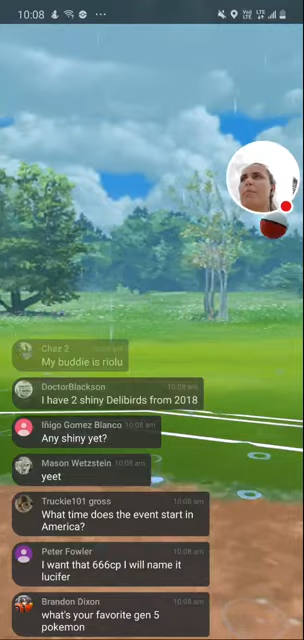 10:08
Vo)) LTE
LTE
Chaz 2
My buddie is riolu
DoctorBlackson 10:08 am
I have 2 shiny Delibirds from 2018
Iñigo Gomez Blanco 10:08 am
Any shiny yet?
Mason Wetzstein 10:08 am
yeet
Truckie101 gross 10:08 am
What time does the event start in
America?
Peter Fowler 10:08 am
I want that 666cp I will name it
lucifer
Brandon Dixon 10:08 am
what's your favorite gen 5
pokemon